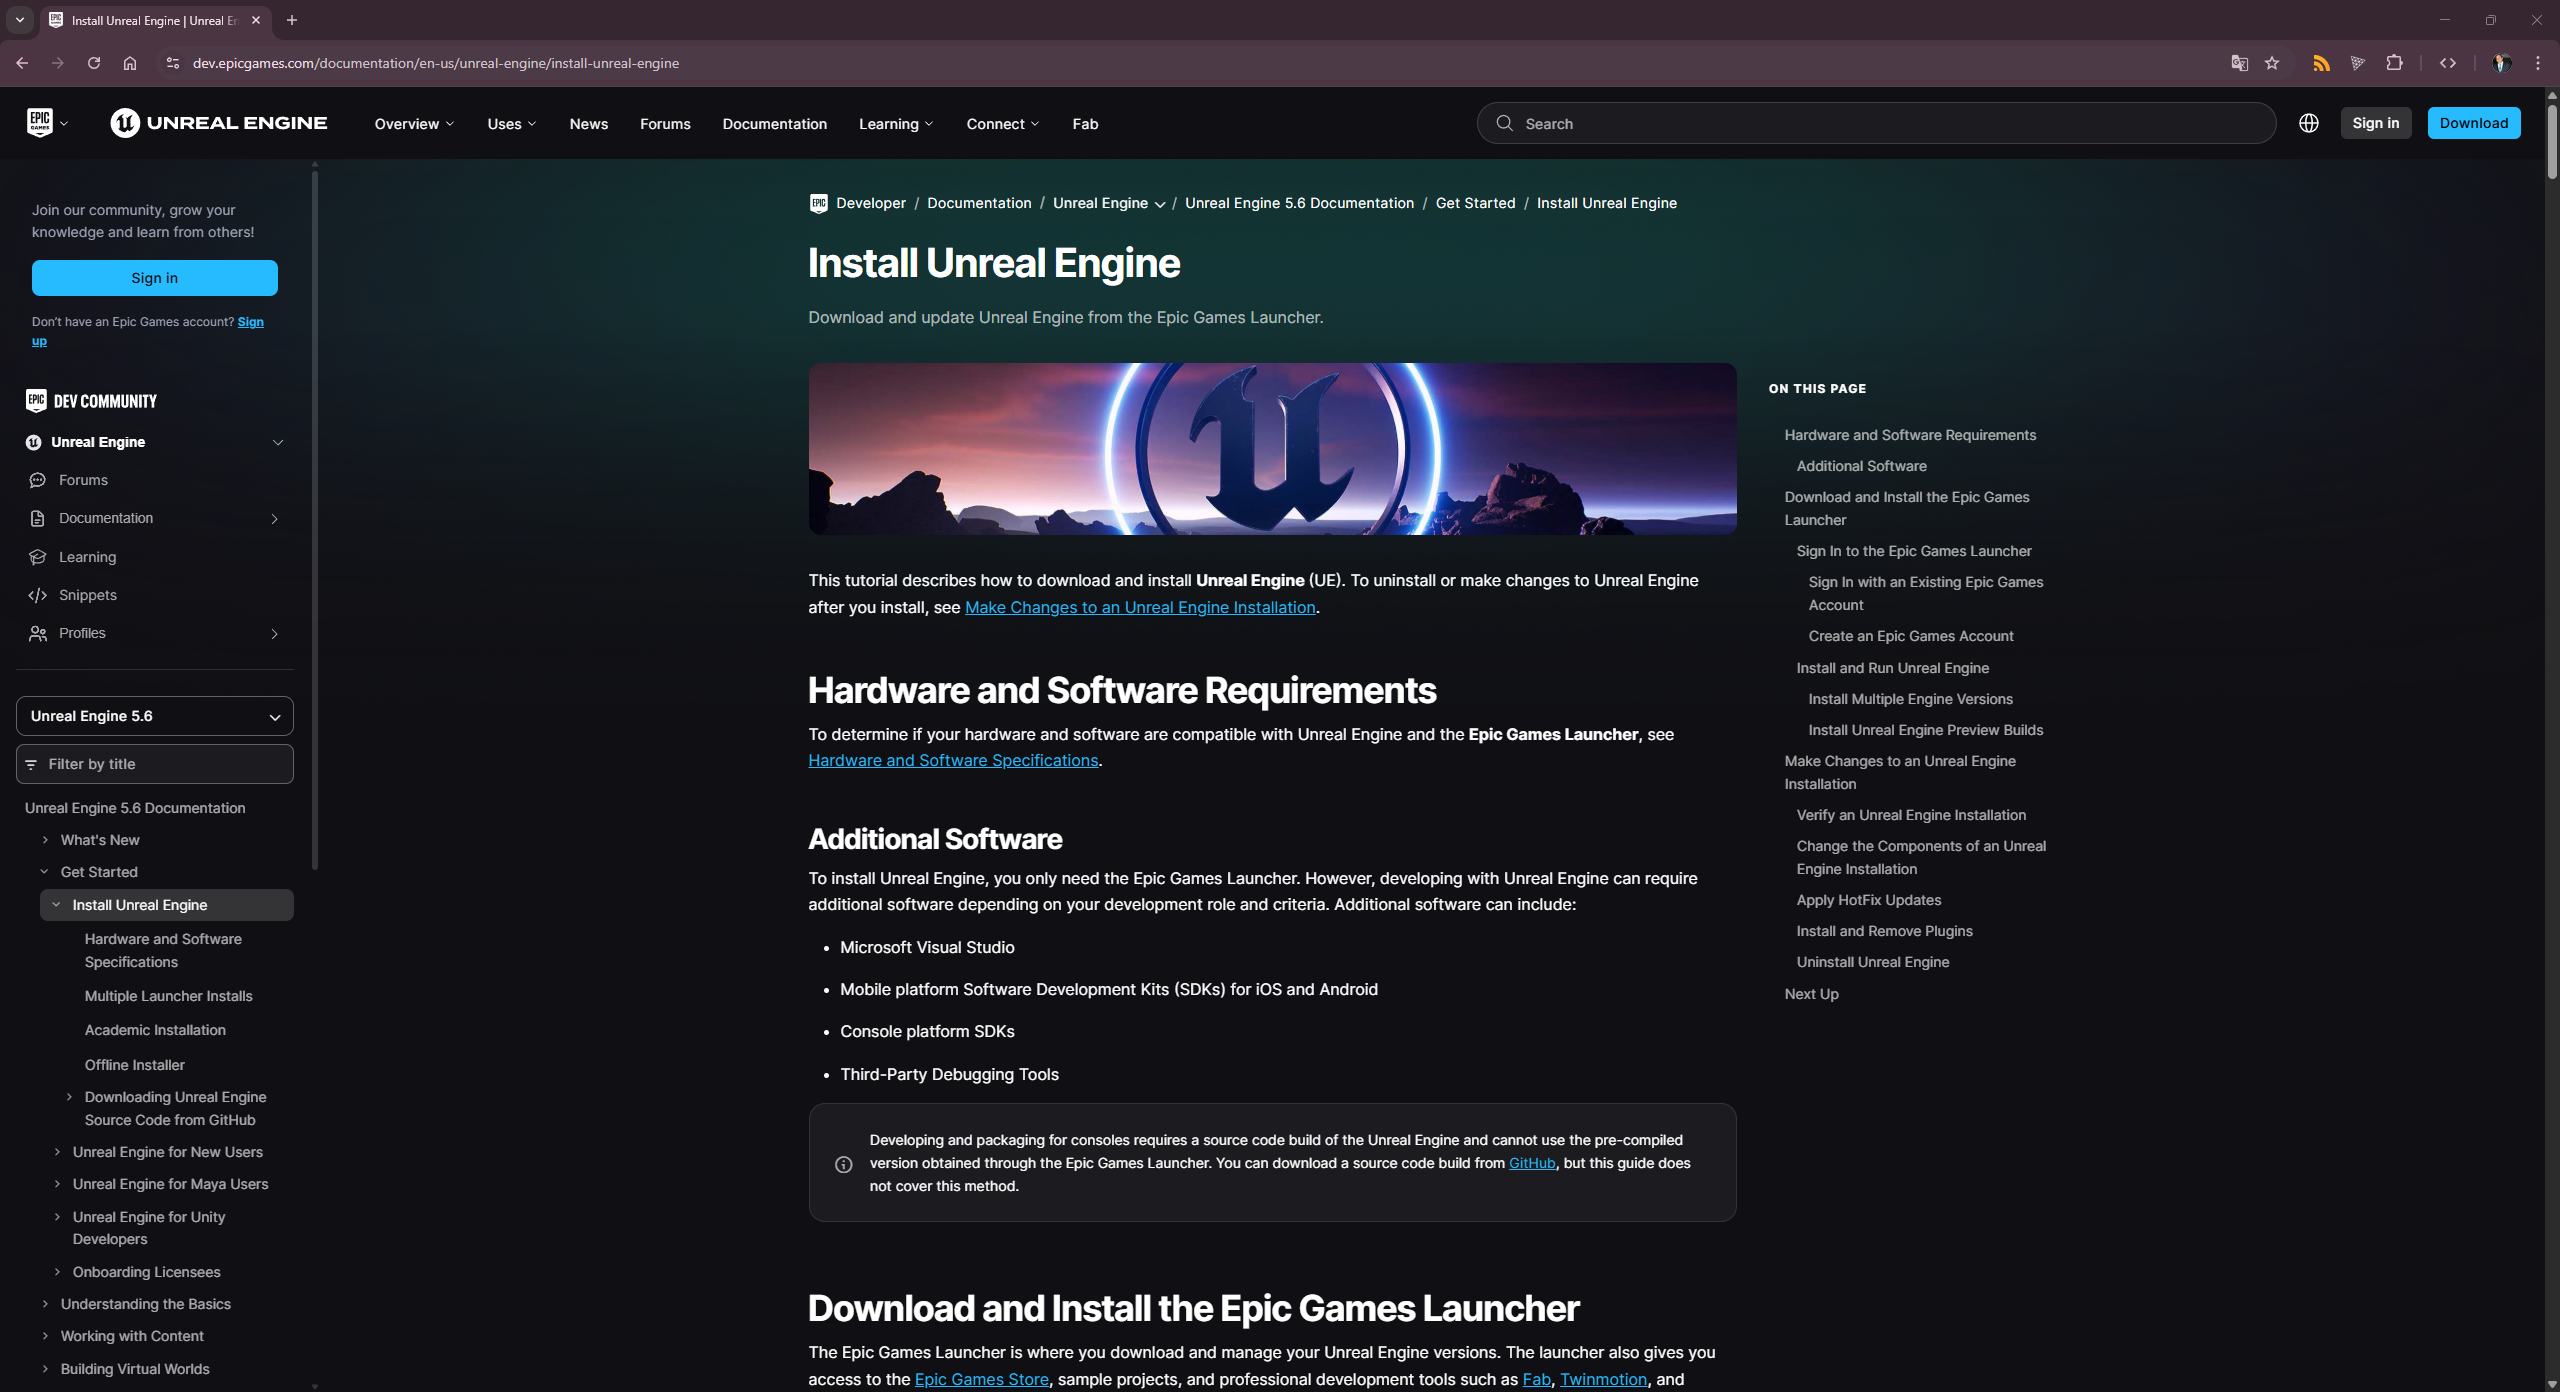 Install Unreal Engine | Unreal En
dev.epicgames.com/documentation/en-us/unreal-engine/install-unreal-engine
EPIC GAMES
UNREAL ENGINE
Overview
Uses
News
Forums
Documentation
Learning
Connect
Fab
Search
Sign in
Download
Join our community, grow your
knowledge and learn from others!
Sign in
Don't have an Epic Games account? Sign
up
EPIC DEV COMMUNITY
Unreal Engine
Forums
Documentation
Learning
Snippets
Profiles
Unreal Engine 5.6
Filter by title
Unreal Engine 5.6 Documentation
What's New
Get Started
Install Unreal Engine
Hardware and Software
Specifications
Multiple Launcher Installs
Academic Installation
Offline Installer
Downloading Unreal Engine
Source Code from GitHub
Unreal Engine for New Users
Unreal Engine for Maya Users
Unreal Engine for Unity
Developers
Onboarding Licensees
Understanding the Basics
Working with Content
Building Virtual Worlds
EPIC Developer / Documentation / Unreal Engine / Unreal Engine 5.6 Documentation / Get Started / Install Unreal Engine
Install Unreal Engine
Download and update Unreal Engine from the Epic Games Launcher.
This tutorial describes how to download and install Unreal Engine (UE). To uninstall or make changes to Unreal Engine
after you install, see Make Changes to an Unreal Engine Installation.
Hardware and Software Requirements
To determine if your hardware and software are compatible with Unreal Engine and the Epic Games Launcher, see
Hardware and Software Specifications.
Additional Software
To install Unreal Engine, you only need the Epic Games Launcher. However, developing with Unreal Engine can require
additional software depending on your development role and criteria. Additional software can include:
• Microsoft Visual Studio
• Mobile platform Software Development Kits (SDKs) for iOS and Android
• Console platform SDKs
• Third-Party Debugging Tools
Developing and packaging for consoles requires a source code build of the Unreal Engine and cannot use the pre-compiled
version obtained through the Epic Games Launcher. You can download a source code build from GitHub, but this guide does
not cover this method.
Download and Install the Epic Games Launcher
The Epic Games Launcher is where you download and manage your Unreal Engine versions. The launcher also gives you
access to the Epic Games Store, sample projects, and professional development tools such as Fab, Twinmotion, and
ON THIS PAGE
Hardware and Software Requirements
Additional Software
Download and Install the Epic Games
Launcher
Sign In to the Epic Games Launcher
Sign In with an Existing Epic Games
Account
Create an Epic Games Account
Install and Run Unreal Engine
Install Multiple Engine Versions
Install Unreal Engine Preview Builds
Make Changes to an Unreal Engine
Installation
Verify an Unreal Engine Installation
Change the Components of an Unreal
Engine Installation
Apply HotFix Updates
Install and Remove Plugins
Uninstall Unreal Engine
Next Up